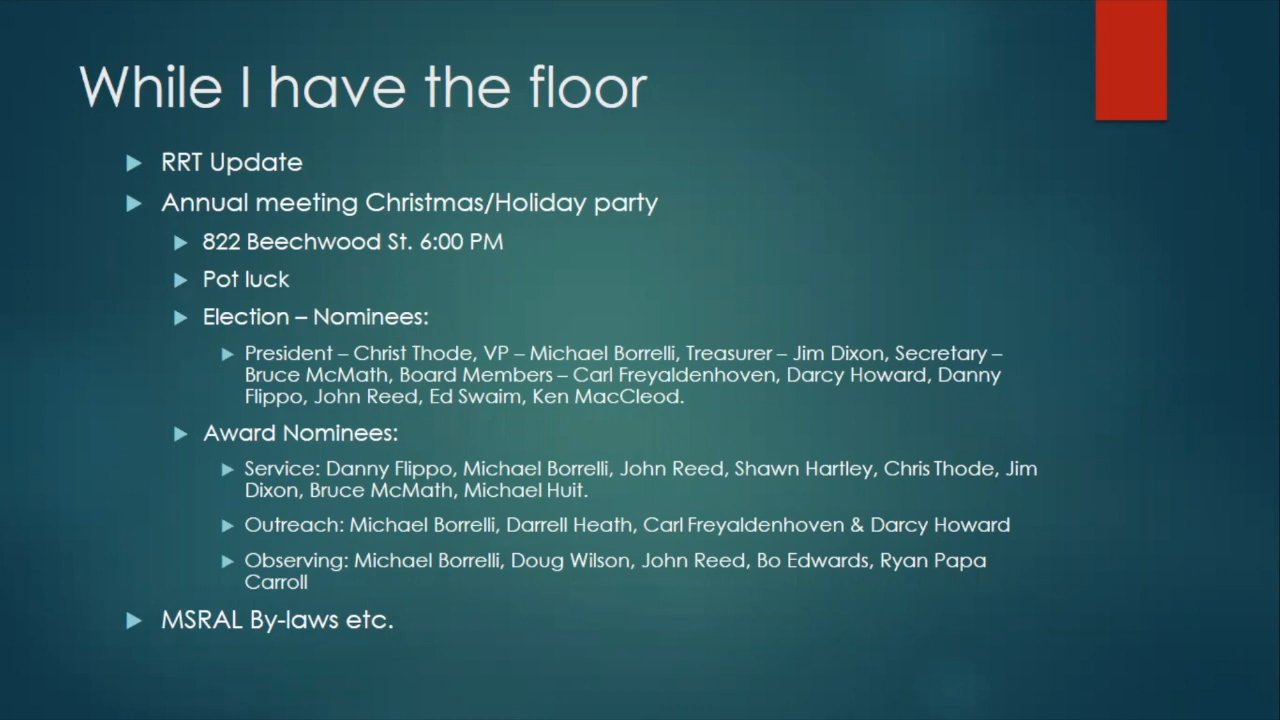 While I have the floor
RRT Update
Annual meeting Christmas/Holiday party
822 Beechwood St. 6:00 PM
Pot luck
Election – Nominees:
President – Christ Thode, VP – Michael Borrelli, Treasurer – Jim Dixon, Secretary –
Bruce McMath, Board Members – Carl Freyaldenhoven, Darcy Howard, Danny
Flippo, John Reed, Ed Swaim, Ken MacCleod.
Award Nominees:
Service: Danny Flippo, Michael Borrelli, John Reed, Shawn Hartley, Chris Thode, Jim
Dixon, Bruce McMath, Michael Huit.
Outreach: Michael Borrelli, Darrell Heath, Carl Freyaldenhoven & Darcy Howard
Observing: Michael Borrelli, Doug Wilson, John Reed, Bo Edwards, Ryan Papa
Carroll
MSRAL By-laws etc.